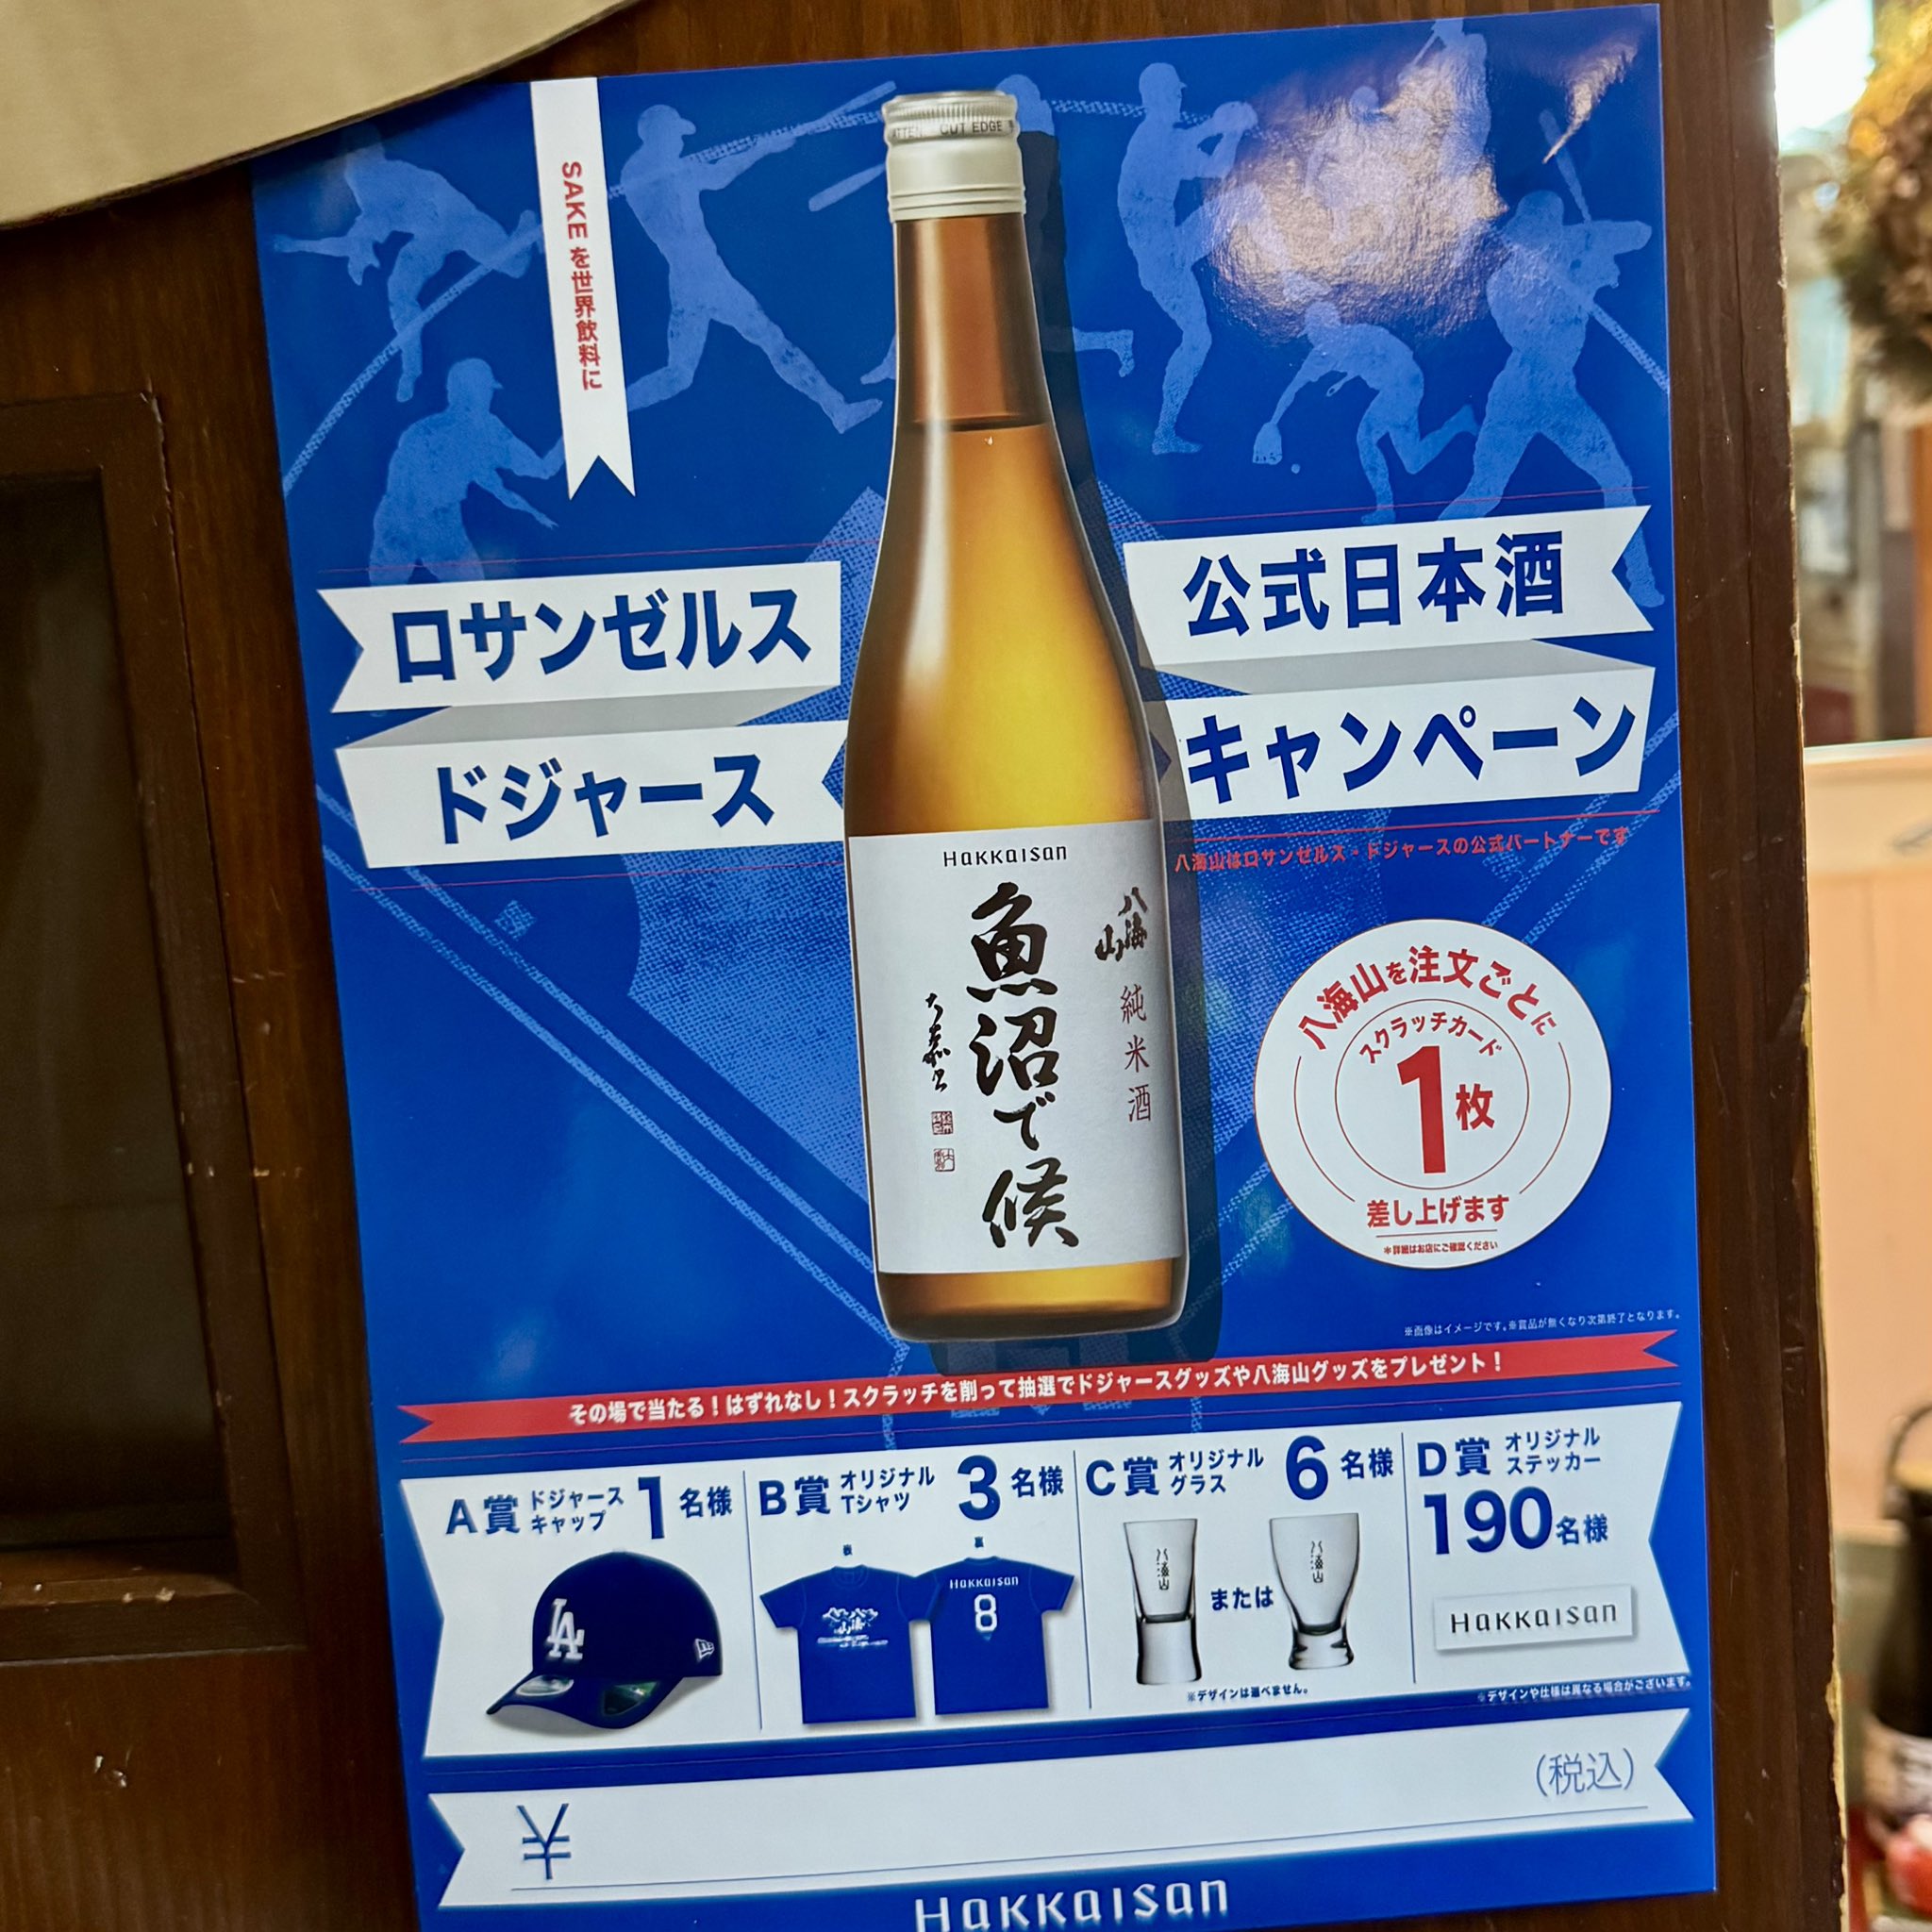 SAKEを世界飲料に
CUT EDGE
ロサンゼルス
ドジャース
公式日本酒
キャンペーン
八海山はロサンゼルス・ドジャースの公式パートナーです
Hakkaisan
八海山
純米酒
魚沼で候
八海山を注文ごとに
スクラッチカード
1枚
差し上げます
＊詳細はお店にご確認ください
※画像はイメージです。※賞品が無くなり次第終了となります。
その場で当たる！はずれなし！スクラッチを削って抽選でドジャースグッズや八海山グッズをプレゼント！
A賞 ドジャースキャップ 1名様
LA
B賞 オリジナルTシャツ 3名様
表
裏
Hakkaisan
8
C賞 オリジナルグラス 6名様
八海山
または
八海山
※デザインは選べません。
D賞 オリジナルステッカー
190名様
Hakkaisan
※デザインや仕様は異なる場合がございます。
¥
（税込）
Hakkaisan